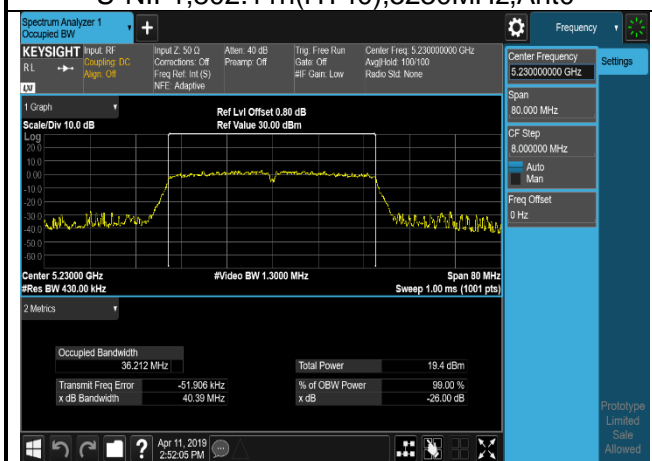 U-NII-1,802.11n(HT40),5230MHz,Ant0
Spectrum Analyzer 1
Occupied BW
Frequency
KEYSIGHT
RL
LXI
Input: RF
Coupling: DC
Align: Off
Input Z: 50 Ω
Corrections: Off
Freq Ref: Int (S)
NFE: Adaptive
Atten: 40 dB
Preamp: Off
Trig: Free Run
Gate: Off
#IF Gain: Low
Center Freq: 5.230000000 GHz
Avg|Hold: 100/100
Radio Std: None
Center Frequency
5.230000000 GHz
Settings
Span
80.000 MHz
CF Step
8.000000 MHz
Auto
Man
Freq Offset
0 Hz
1 Graph
Scale/Div 10.0 dB
Ref Lvl Offset 0.80 dB
Ref Value 30.00 dBm
Log
20.0
10.0
0.00
-10.0
-20.0
-30.0
-40.0
-50.0
-60.0
Center 5.23000 GHz
#Video BW 1.3000 MHz
Span 80 MHz
#Res BW 430.00 kHz
Sweep 1.00 ms (1001 pts)
2 Metrics
Occupied Bandwidth
36.212 MHz
Total Power 19.4 dBm
Transmit Freq Error -51.906 kHz
% of OBW Power 99.00 %
x dB Bandwidth 40.39 MHz
x dB -26.00 dB
Prototype
Limited
Sale
Allowed
Apr 11, 2019
2:52:05 PM